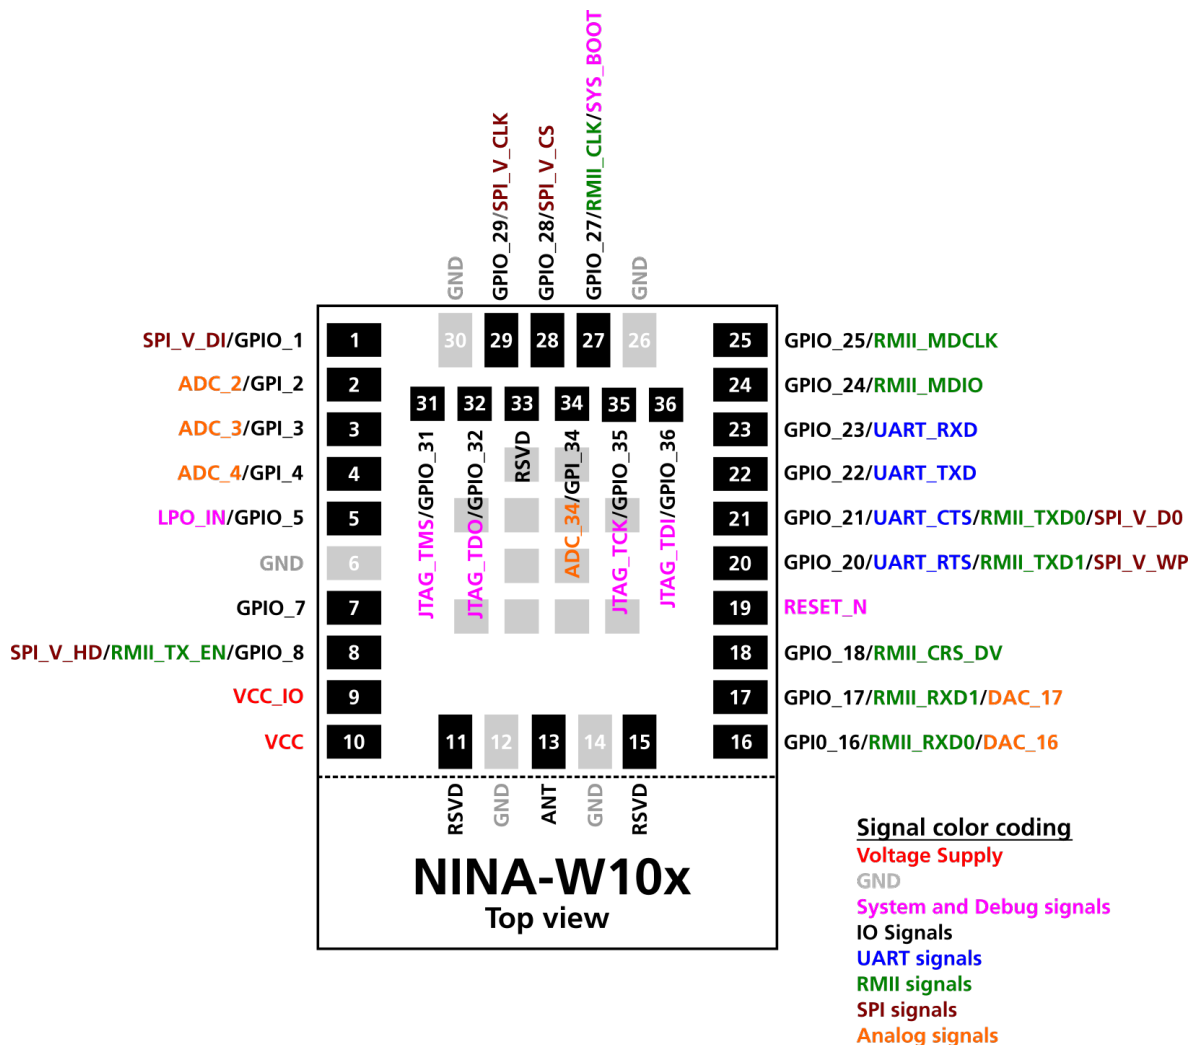 GND
GPIO_29/SPI_V_CLK
GPIO_28/SPI_V_CS
GPIO_27/RMII_CLK/SYS_BOOT
GND
30
29
28
27
26
SPI_V_DI/GPIO_1
1
ADC_2/GPI_2
2
ADC_3/GPI_3
3
ADC_4/GPI_4
4
LPO_IN/GPIO_5
5
GND
6
GPIO_7
7
SPI_V_HD/RMII_TX_EN/GPIO_8
8
VCC_IO
9
VCC
10
31
32
33
34
35
36
JTAG_TMS/GPIO_31
JTAG_TDO/GPIO_32
RSVD
ADC_34/GPI_34
JTAG_TCK/GPIO_35
JTAG_TDI/GPIO_36
25
GPIO_25/RMII_MDCLK
24
GPIO_24/RMII_MDIO
23
GPIO_23/UART_RXD
22
GPIO_22/UART_TXD
21
GPIO_21/UART_CTS/RMII_TXD0/SPI_V_D0
20
GPIO_20/UART_RTS/RMII_TXD1/SPI_V_WP
19
RESET_N
18
GPIO_18/RMII_CRS_DV
17
GPIO_17/RMII_RXD1/DAC_17
16
GPI0_16/RMII_RXD0/DAC_16
11
12
13
14
15
RSVD
GND
ANT
GND
RSVD
NINA-W10x
Top view
Signal color coding
Voltage Supply
GND
System and Debug signals
IO Signals
UART signals
RMII signals
SPI signals
Analog signals